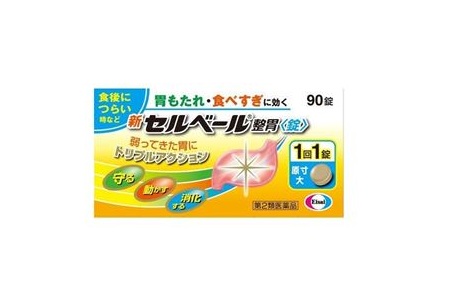 食後に
つらい
時など
胃もたれ・食べすぎに効く
90錠
新セルベール®整胃〈錠〉
弱ってきた胃に
トリプルアクション
1回1錠
原寸
大
守る
動かす
消化
する
第2類医薬品
Eisai